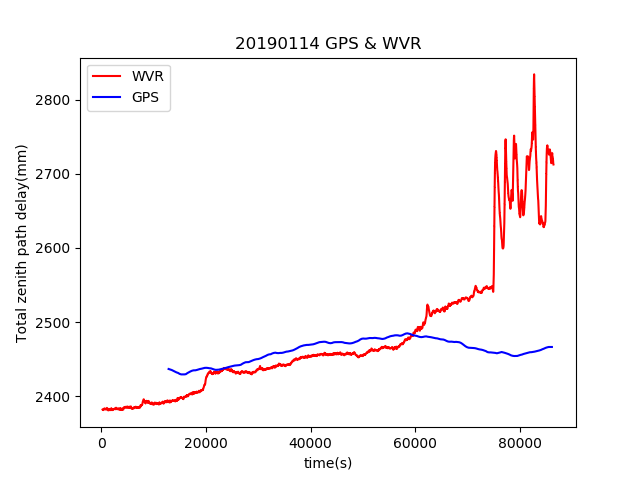 20190114 GPS & WVR
WVR
GPS
Total zenith path delay(mm)
2800
2700
2600
2500
2400
0 20000 40000 60000 80000
time(s)